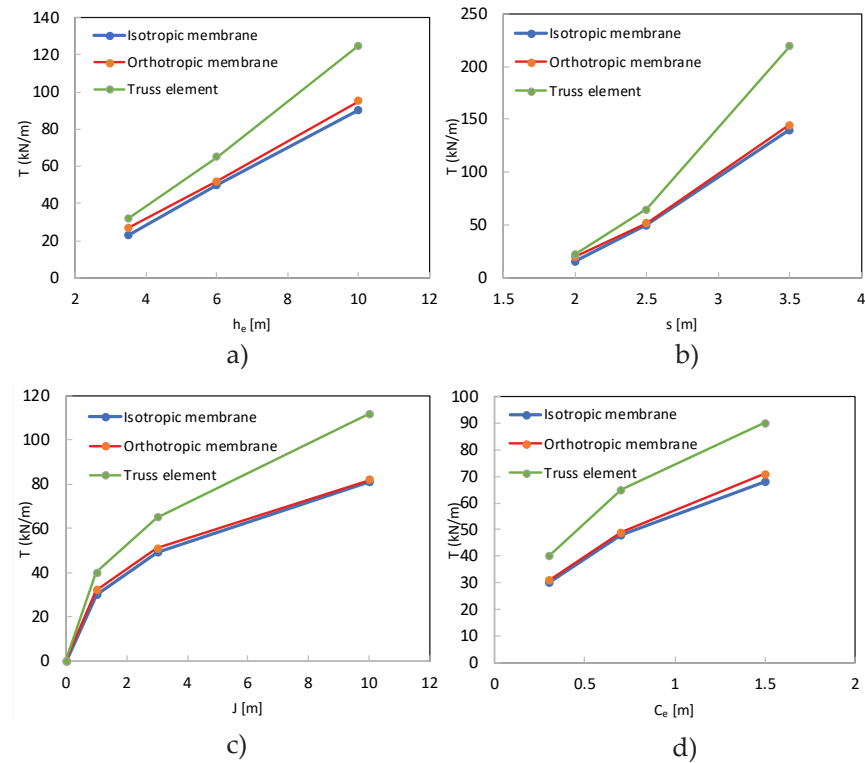 140
120
100
80
60
40
20
0
T (kN/m)
Isotropic membrane
Orthotropic membrane
Truss element
2
4
6
8
10
12
hₑ [m]
a)
250
200
150
100
50
0
T (kN/m)
Isotropic membrane
Orthotropic membrane
Truss element
1.5
2
2.5
3
3.5
4
s [m]
b)
120
100
80
60
40
20
0
T (kN/m)
Isotropic membrane
Orthotropic membrane
Truss element
0
2
4
6
8
10
12
J [m]
c)
100
90
80
70
60
50
40
30
20
10
0
T (kN/m)
Isotropic membrane
Orthotropic membrane
Truss element
0
0.5
1
1.5
2
Cₑ [m]
d)